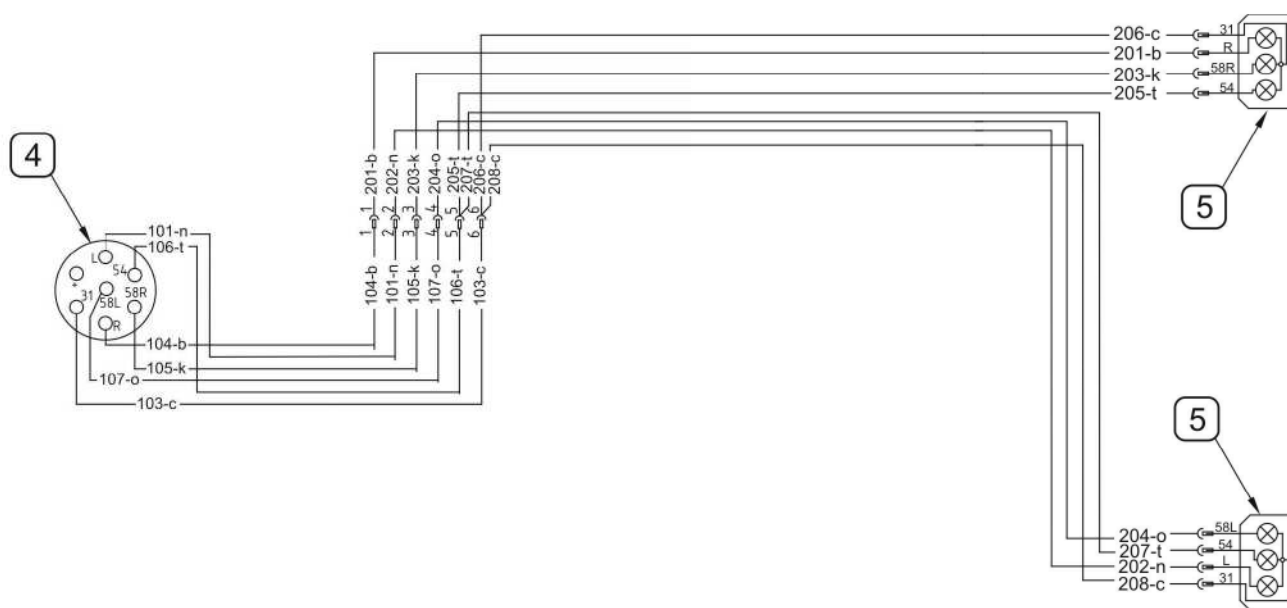 206-c 31
201-b R
203-k 58R
205-t 54
4
5
201-b 202-n 203-k 204-o 205-t 207-t 206-c 208-c
1 2 3 4 5 6
1 2 3 4 5 6
104-b 101-n 105-k 107-o 106-t 103-c
101-n
106-t
L 54
+
31 58L 58R
R
104-b
105-k
107-o
103-c
5
204-o 58L
207-t 54
202-n L
208-c 31